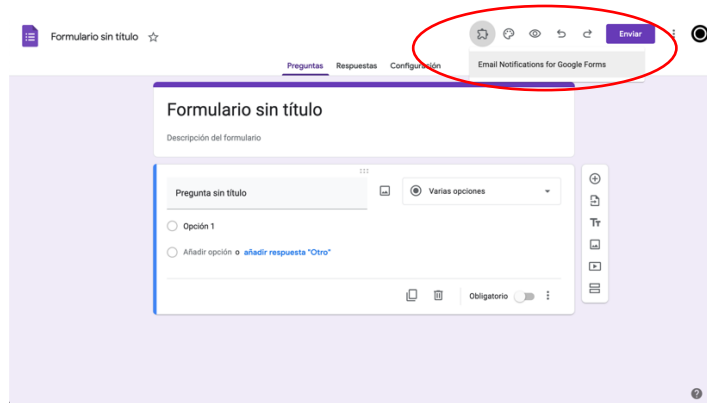 Formulario sin título
Enviar
Preguntas Respuestas Configuración
Email Notifications for Google Forms
Formulario sin título
Descripción del formulario
Pregunta sin título
Varias opciones
Opción 1
Añadir opción o añadir respuesta "Otro"
Tт
Obligatorio